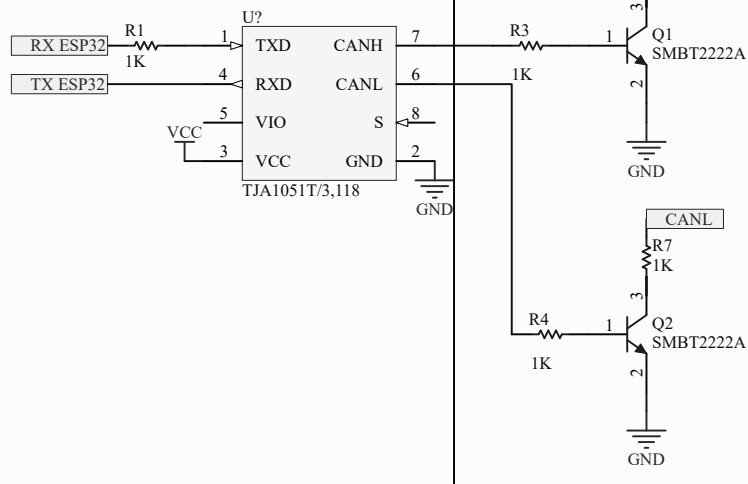 U?
R1
RX ESP32
1K
1
TXD
CANH
7
R3
1K
1
3
Q1
SMBT2222A
2
GND
TX ESP32
4
RXD
CANL
6
5
VIO
S
8
VCC
3
VCC
GND
2
TJA1051T/3,118
GND
CANL
R7
1K
3
R4
1K
1
Q2
SMBT2222A
2
GND